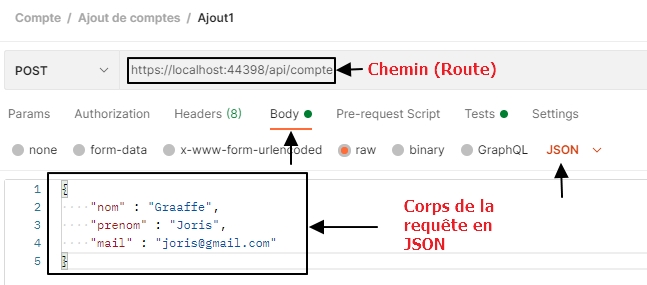 Compte / Ajout de comptes / Ajout1
POST https://localhost:44398/api/compte Chemin (Route)
Params Authorization Headers (8) Body Pre-request Script Tests Settings
none form-data x-www-form-urlencoded raw binary GraphQL JSON
1 {
2 "nom" : "Graaffe",
3 "prenom" : "Joris",
4 "mail" : "joris@gmail.com"
5 }
Corps de la
requête en
JSON